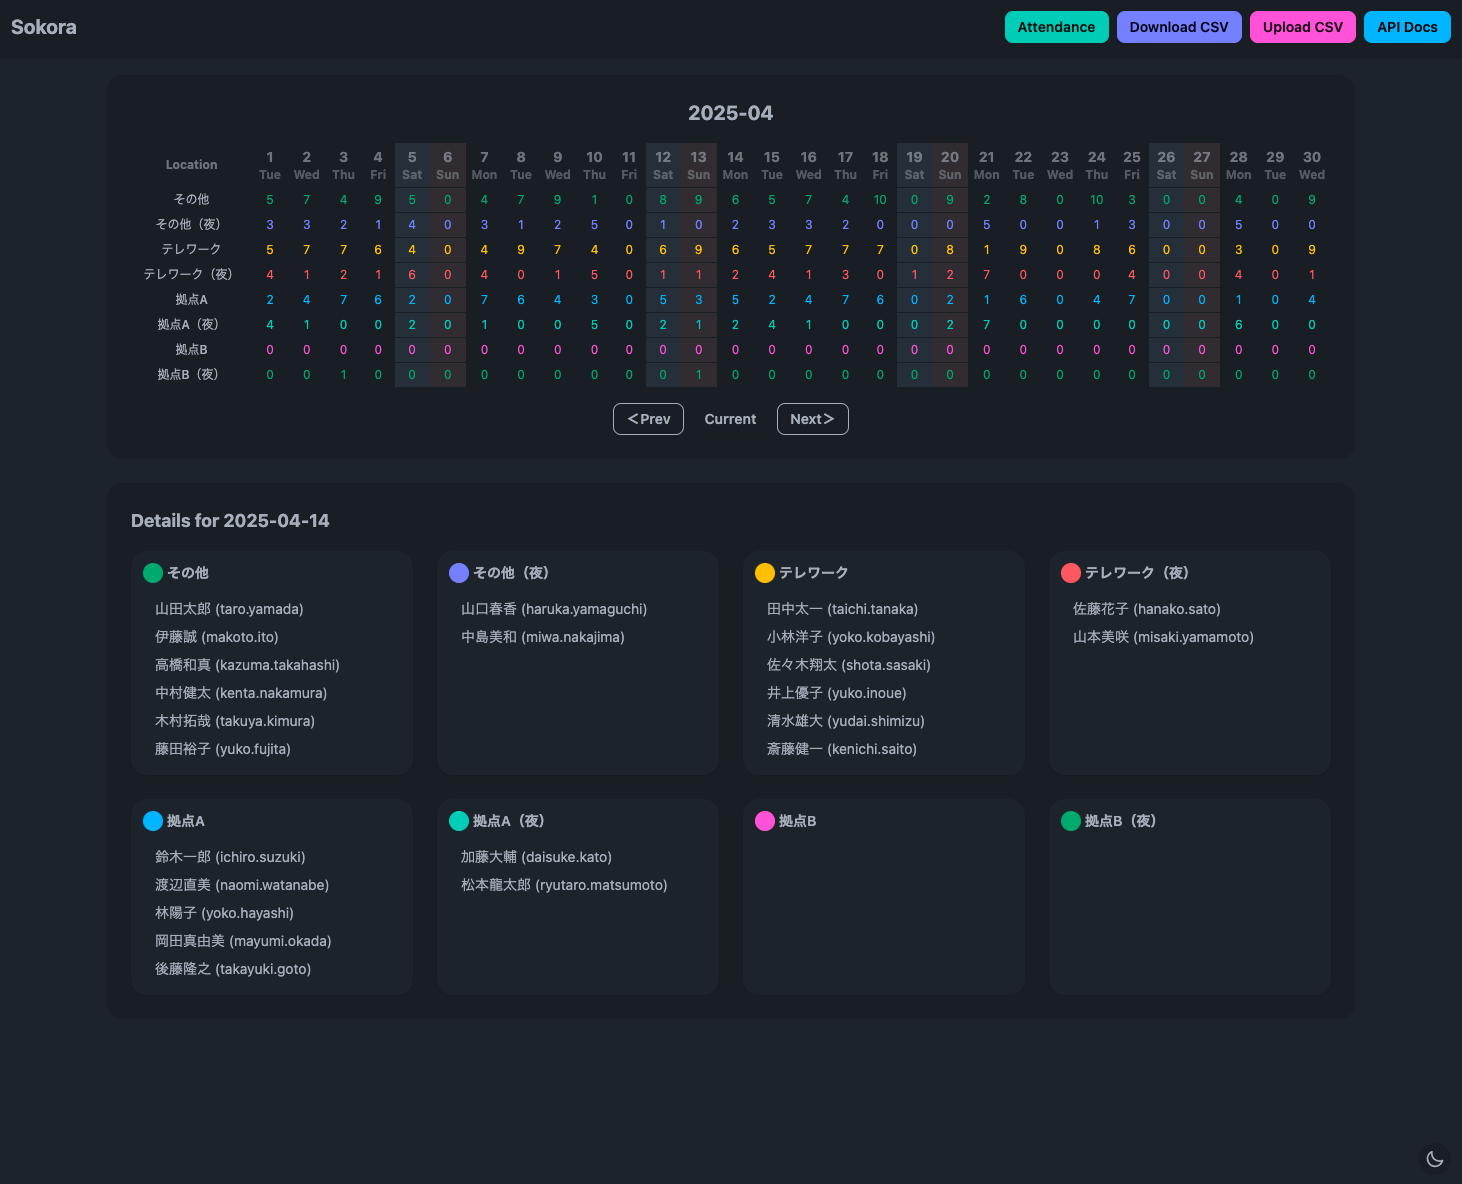 Sokora
Attendance Download CSV Upload CSV API Docs
2025-04
Location 1 2 3 4 5 6 7 8 9 10 11 12 13 14 15 16 17 18 19 20 21 22 23 24 25 26 27 28 29 30
Tue Wed Thu Fri Sat Sun Mon Tue Wed Thu Fri Sat Sun Mon Tue Wed Thu Fri Sat Sun Mon Tue Wed Thu Fri Sat Sun Mon Tue Wed
その他 5 7 4 9 5 0 4 7 9 1 0 8 9 6 5 7 4 10 0 9 2 8 0 10 3 0 0 4 0 9
その他（夜） 3 3 2 1 4 0 3 1 2 5 0 1 0 2 3 3 2 0 0 0 5 0 0 1 3 0 0 5 0 0
テレワーク 5 7 7 6 4 0 4 9 7 4 0 6 9 6 5 7 7 7 0 8 1 9 0 8 6 0 0 3 0 9
テレワーク（夜） 4 1 2 1 6 0 4 0 1 5 0 1 1 2 4 1 3 0 1 2 7 0 0 0 4 0 0 4 0 1
拠点A 2 4 7 6 2 0 7 6 4 3 0 5 3 5 2 4 7 6 0 2 1 6 0 4 7 0 0 1 0 4
拠点A（夜） 4 1 0 0 2 0 1 0 0 5 0 2 1 2 4 1 0 0 0 2 7 0 0 0 0 0 0 6 0 0
拠点B 0 0 0 0 0 0 0 0 0 0 0 0 0 0 0 0 0 0 0 0 0 0 0 0 0 0 0 0 0 0
拠点B（夜） 0 0 1 0 0 0 0 0 0 0 0 0 1 0 0 0 0 0 0 0 0 0 0 0 0 0 0 0 0 0
＜Prev Current Next＞
Details for 2025-04-14
その他
山田太郎 (taro.yamada)
伊藤誠 (makoto.ito)
高橋和真 (kazuma.takahashi)
中村健太 (kenta.nakamura)
木村拓哉 (takuya.kimura)
藤田裕子 (yuko.fujita)
その他（夜）
山口春香 (haruka.yamaguchi)
中島美和 (miwa.nakajima)
テレワーク
田中太一 (taichi.tanaka)
小林洋子 (yoko.kobayashi)
佐々木翔太 (shota.sasaki)
井上優子 (yuko.inoue)
清水雄大 (yudai.shimizu)
斎藤健一 (kenichi.saito)
テレワーク（夜）
佐藤花子 (hanako.sato)
山本美咲 (misaki.yamamoto)
拠点A
鈴木一郎 (ichiro.suzuki)
渡辺直美 (naomi.watanabe)
林陽子 (yoko.hayashi)
岡田真由美 (mayumi.okada)
後藤隆之 (takayuki.goto)
拠点A（夜）
加藤大輔 (daisuke.kato)
松本龍太郎 (ryutaro.matsumoto)
拠点B
拠点B（夜）